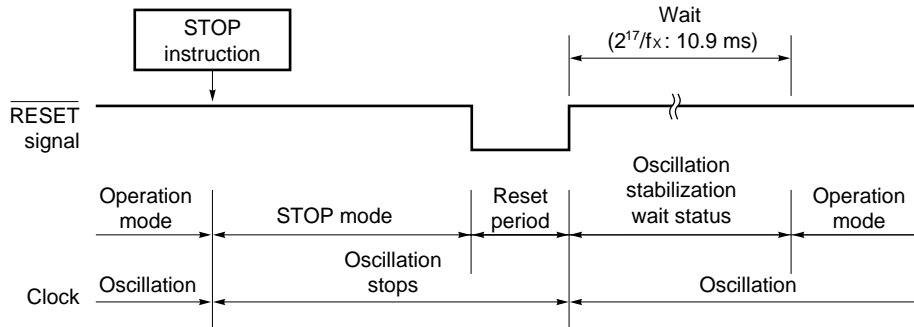 STOP
instruction
Wait
(2¹⁷/fx : 10.9 ms)
RESET
signal
Operation
mode
STOP mode
Reset
period
Oscillation
stabilization
wait status
Operation
mode
Clock
Oscillation
Oscillation
stops
Oscillation